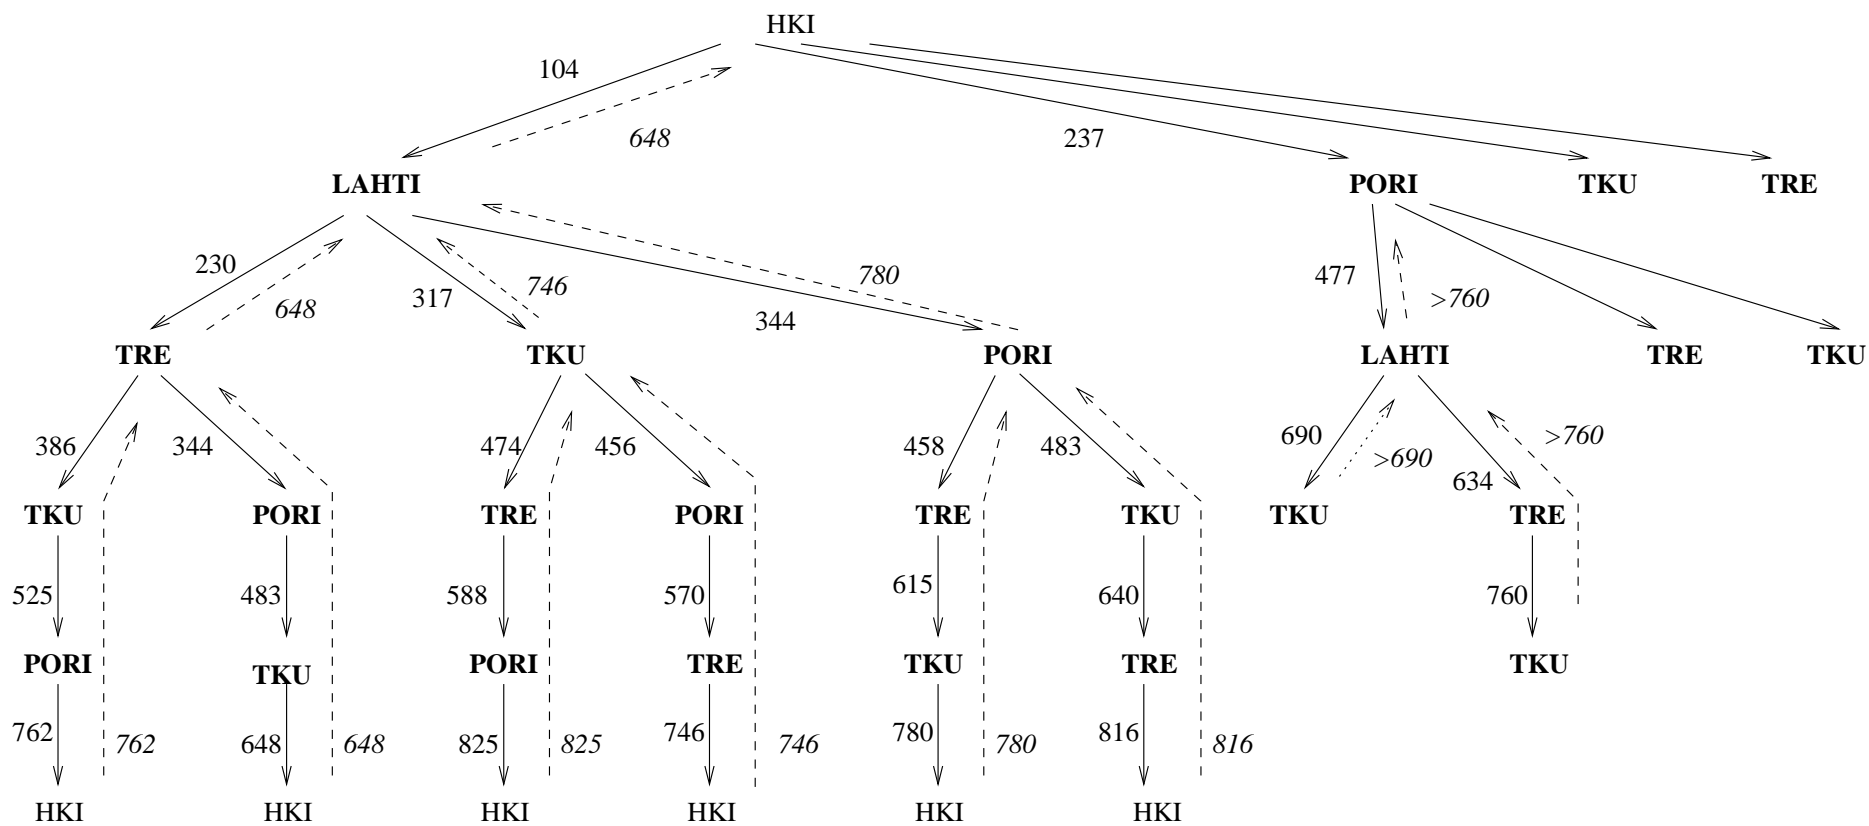 HKI
104
648
237
LAHTI
PORI
TKU
TRE
230
648
317
746
780
344
477
>760
TRE
TKU
PORI
LAHTI
TRE
TKU
386
344
474
456
458
483
690
>690
634
>760
TKU
PORI
TRE
PORI
TRE
TKU
TKU
TRE
525
483
588
570
615
640
760
PORI
TKU
PORI
TRE
TKU
TRE
TKU
762
762
648
648
825
825
746
746
780
780
816
816
HKI
HKI
HKI
HKI
HKI
HKI